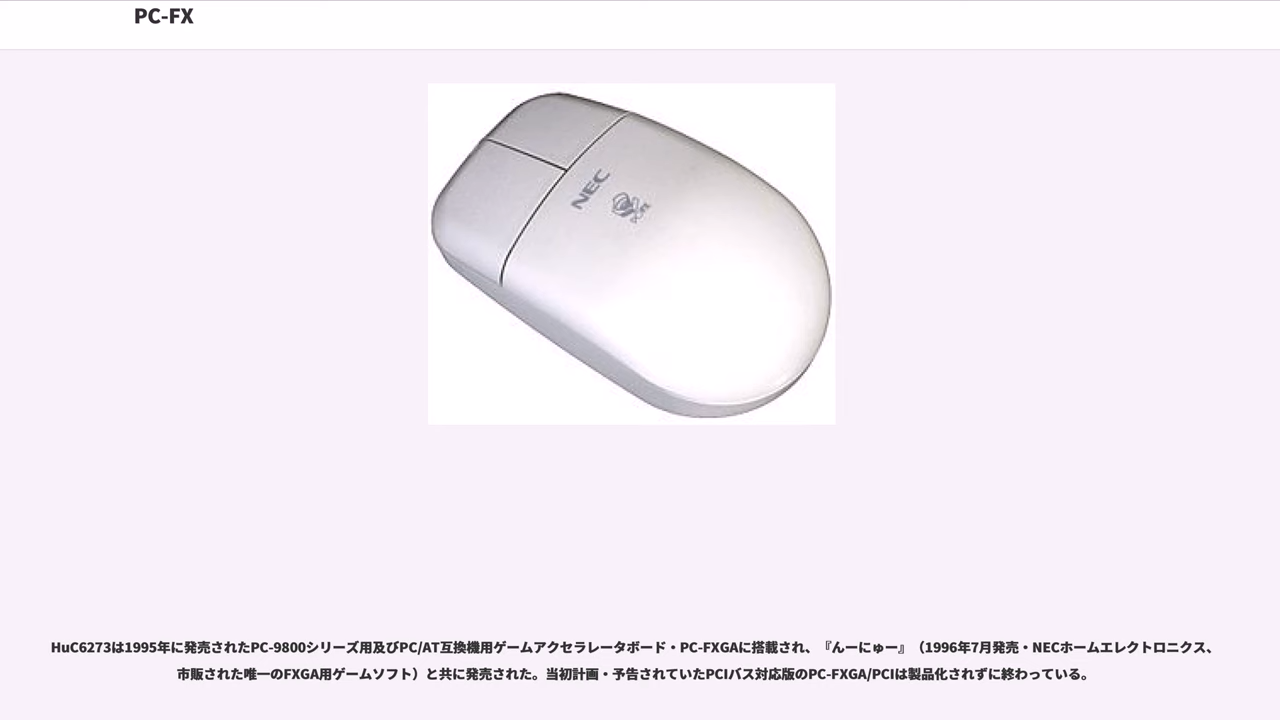 PC-FX
NEC
PC-FX
HuC6273は1995年に発売されたPC-9800シリーズ用及びPC/AT互換機用ゲームアクセラレータボード・PC-FXGAに搭載され、『んーにゅー』（1996年7月発売・NECホームエレクトロニクス、
市販された唯一のFXGA用ゲームソフト）と共に発売された。当初計画・予告されていたPCIバス対応版のPC-FXGA/PCIは製品化されずに終わっている。